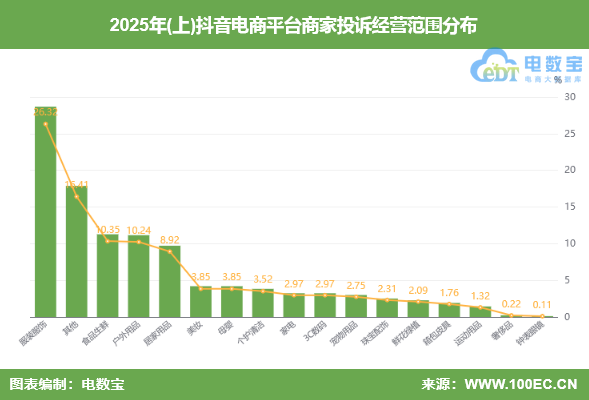 2025年(上)抖音电商平台商家投诉经营范围分布
eDT 电数宝
电商大数据库
%
30
25
20
15
10
5
0
26.32
16.41
10.35
10.24
8.92
3.85
3.85
3.52
2.97
2.97
2.75
2.31
2.09
1.76
1.32
0.22
0.11
服装服饰
其他
食品生鲜
户外用品
居家用品
美妆
母婴
个护清洁
家电
3C数码
宠物用品
珠宝配饰
鲜花绿植
箱包皮具
运动用品
奢侈品
钟表眼镜
图表编制：电数宝
来源：WWW.100EC.CN